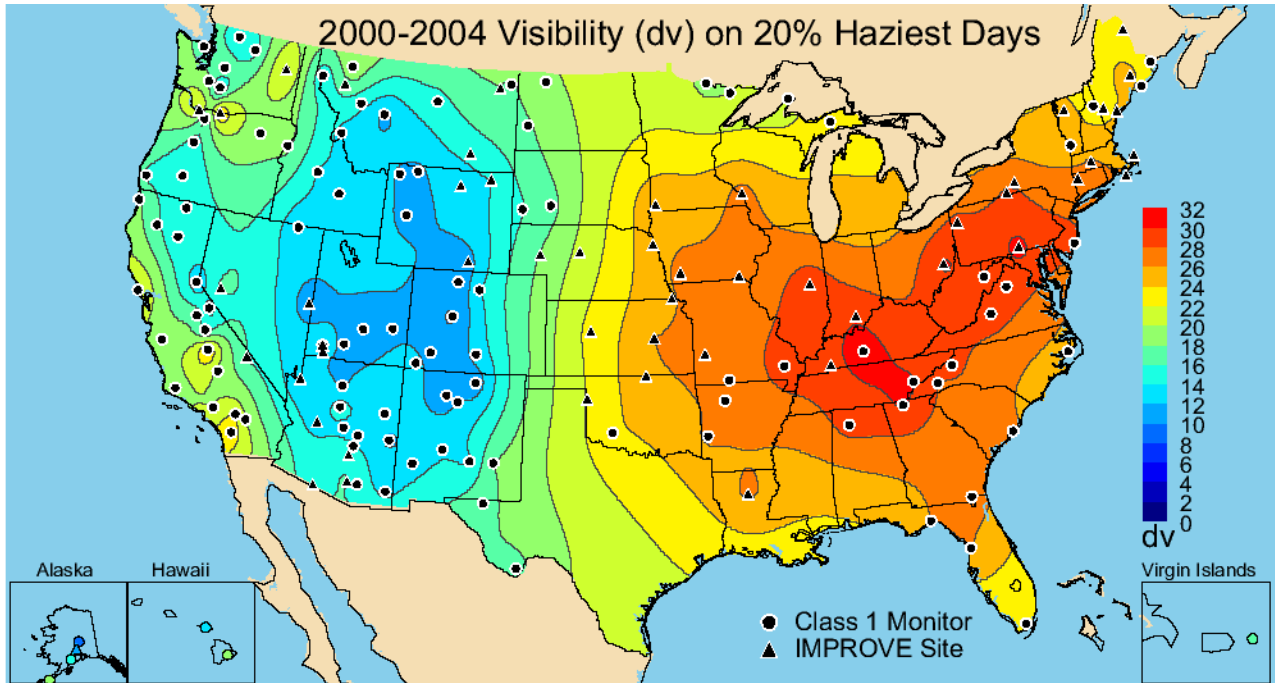 2000-2004 Visibility (dv) on 20% Haziest Days
32
30
28
26
24
22
20
18
16
14
12
10
8
6
4
2
0
dv
Alaska
Hawaii
Virgin Islands
Class 1 Monitor
IMPROVE Site